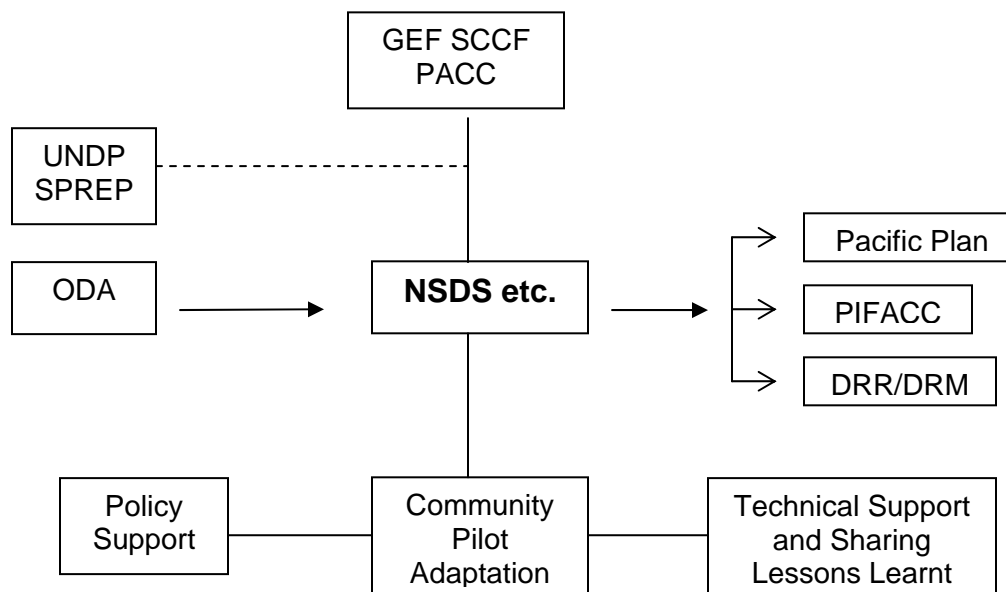 GEF SCCF
PACC
UNDP
SPREP
ODA
NSDS etc.
Pacific Plan
PIFACC
DRR/DRM
Policy
Support
Community
Pilot
Adaptation
Technical Support
and Sharing
Lessons Learnt